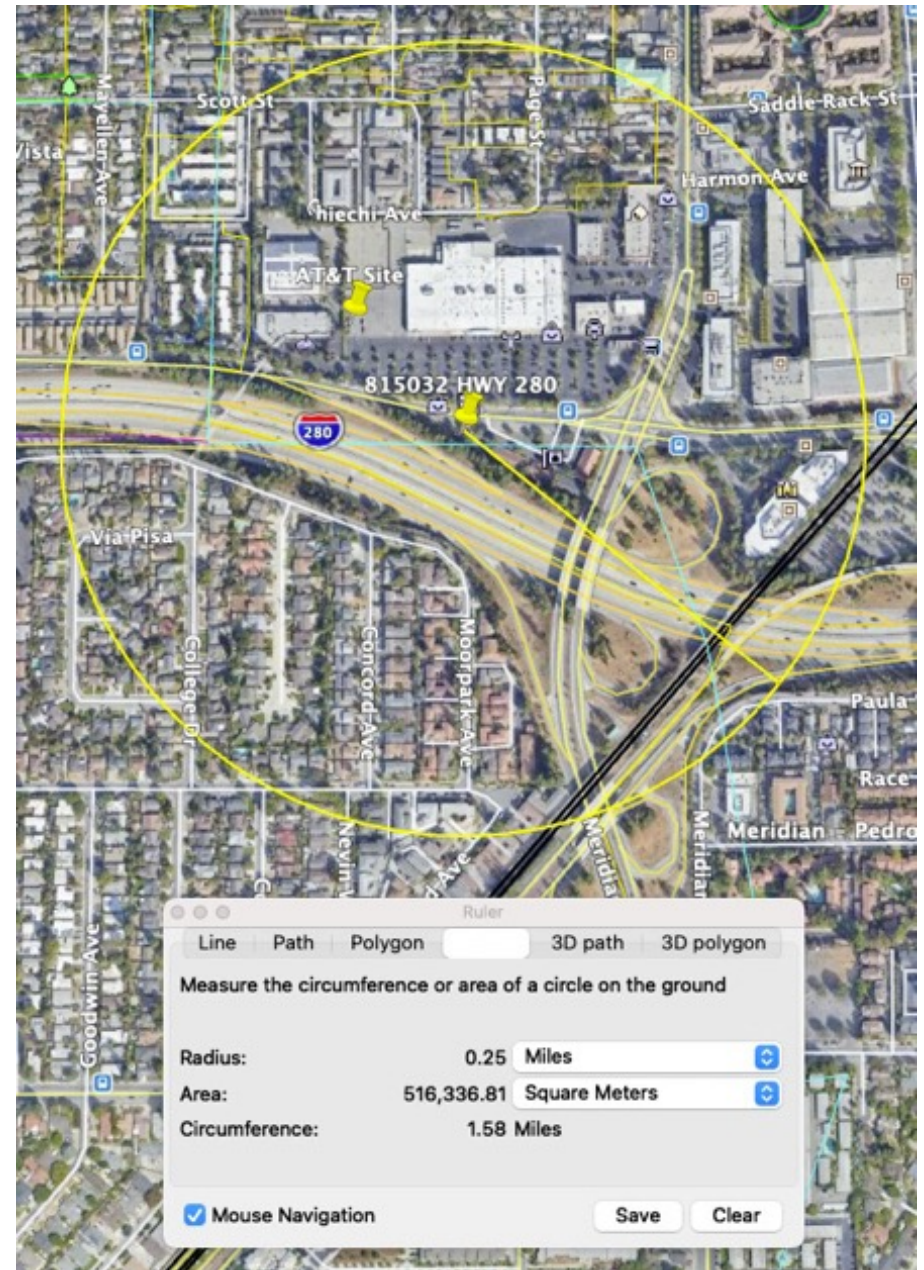 Scott St
Mayellen Ave
Page St
Saddle Rack St
Vista
Harmon Ave
Chiechi Ave
AT&T Site
815032 HWY 280
280
Via Pisa
College Dr
Concord Ave
Moorpark Ave
Paula
Race
Meridian
Pedro
Nevin
Meridian
Meridian
d Ave
Goodwin Ave
Ruler
Line Path Polygon 3D path 3D polygon
Measure the circumference or area of a circle on the ground
Radius: 0.25 Miles
Area: 516,336.81 Square Meters
Circumference: 1.58 Miles
Mouse Navigation Save Clear